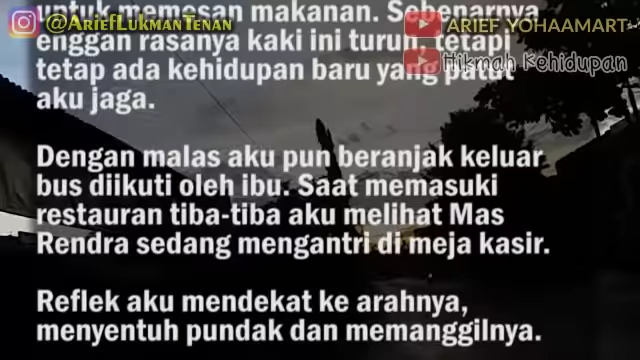 @AriefLukmanTenan
ARIEF YOHAAMART
Hikmah Kehidupan
untuk memesan makanan. Sebenarnya
enggan rasanya kaki ini turun, tetapi
tetap ada kehidupan baru yang patut
aku jaga.
Dengan malas aku pun beranjak keluar
bus diikuti oleh ibu. Saat memasuki
restauran tiba-tiba aku melihat Mas
Rendra sedang mengantri di meja kasir.
Reflek aku mendekat ke arahnya,
menyentuh pundak dan memanggilnya.